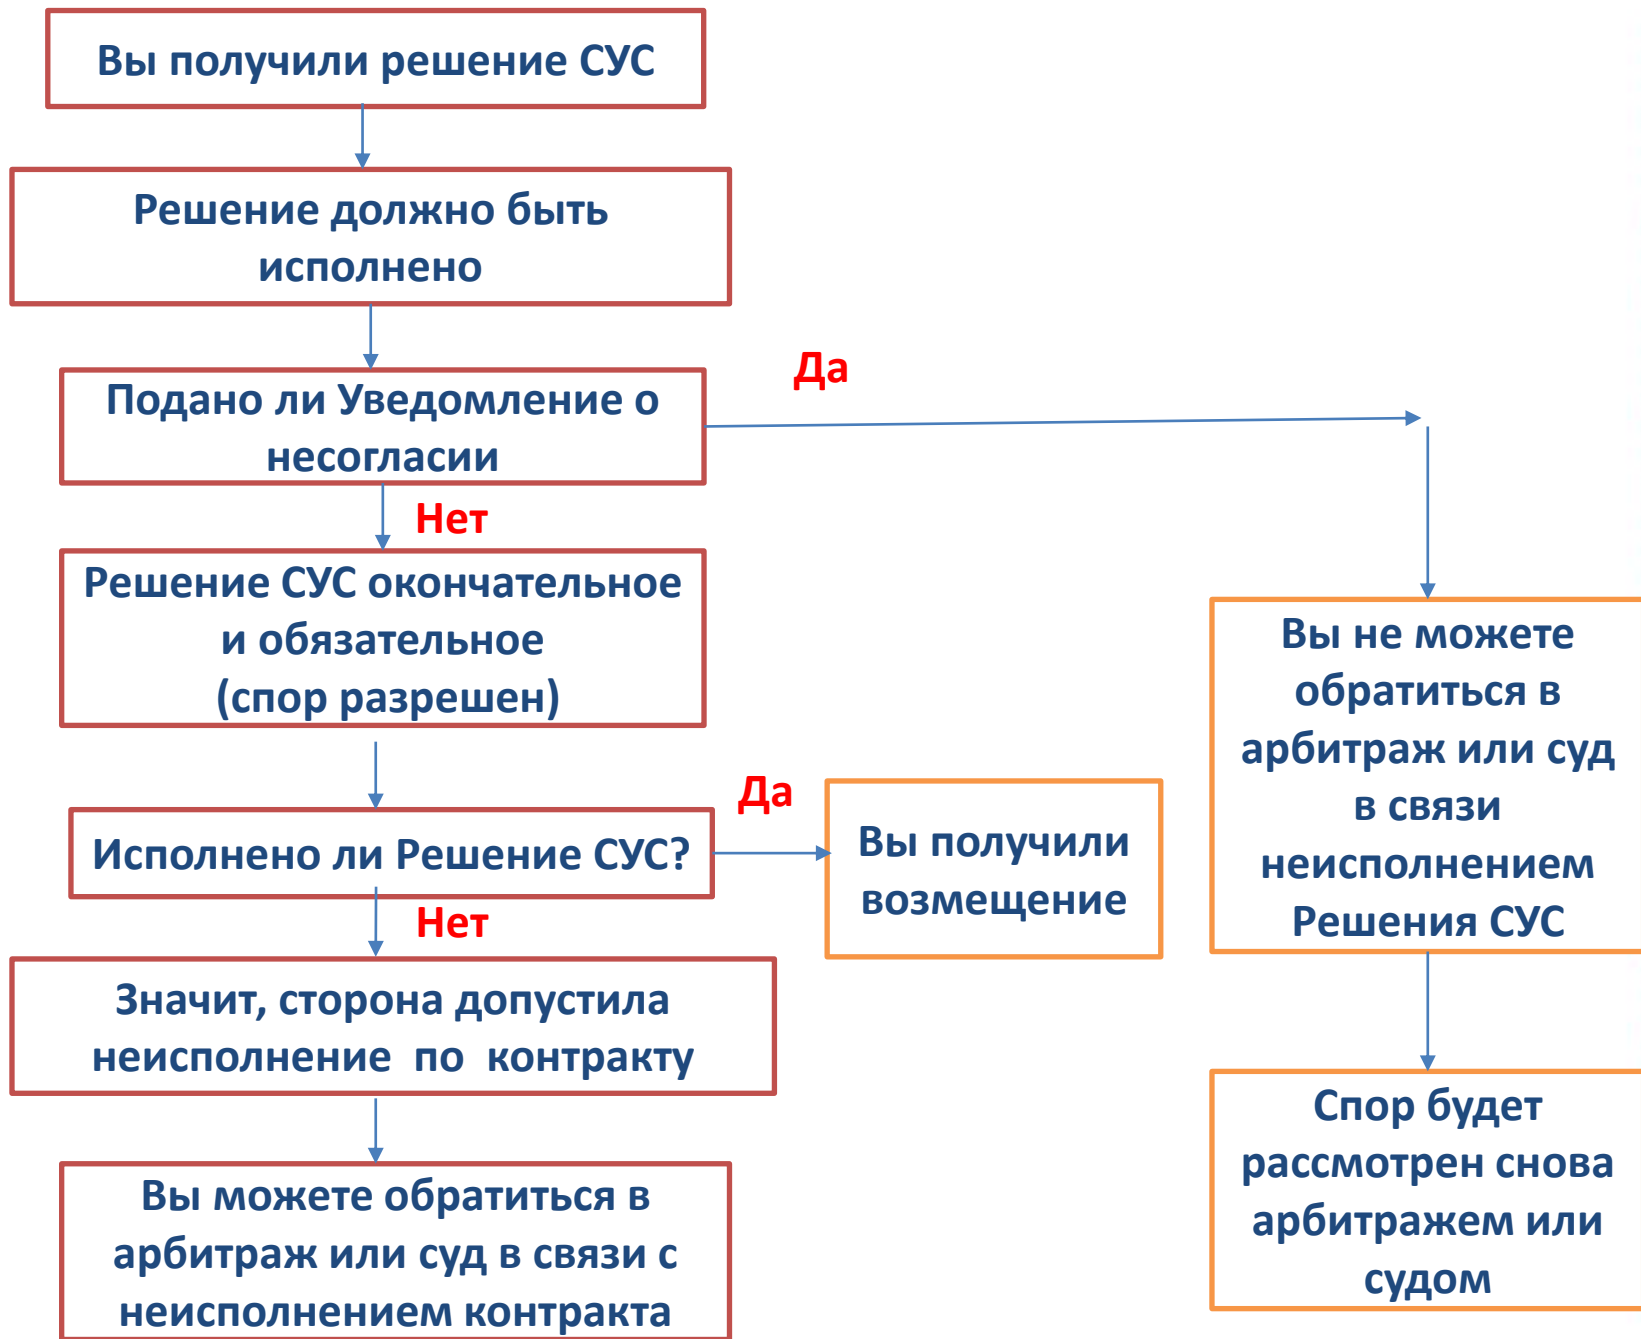 Вы получили решение СУС
Решение должно быть
исполнено
Да
Подано ли Уведомление о
несогласии
Нет
Решение СУС окончательное
и обязательное
(спор разрешен)
Вы не можете
обратиться в
арбитраж или суд
в связи
неисполнением
Решения СУС
Да
Исполнено ли Решение СУС?
Вы получили
возмещение
Нет
Значит, сторона допустила
неисполнение по контракту
Спор будет
рассмотрен снова
арбитражем или
судом
Вы можете обратиться в
арбитраж или суд в связи с
неисполнением контракта